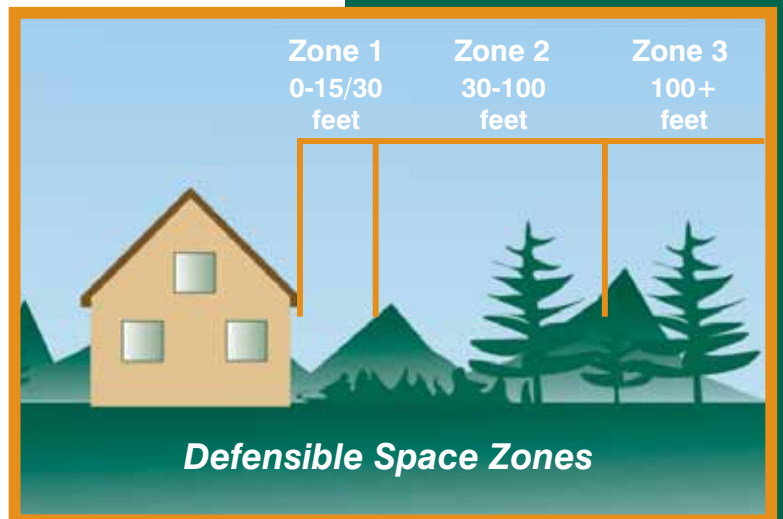 Zone 1
0-15/30
feet
Zone 2
30-100
feet
Zone 3
100+
feet
Defensible Space Zones